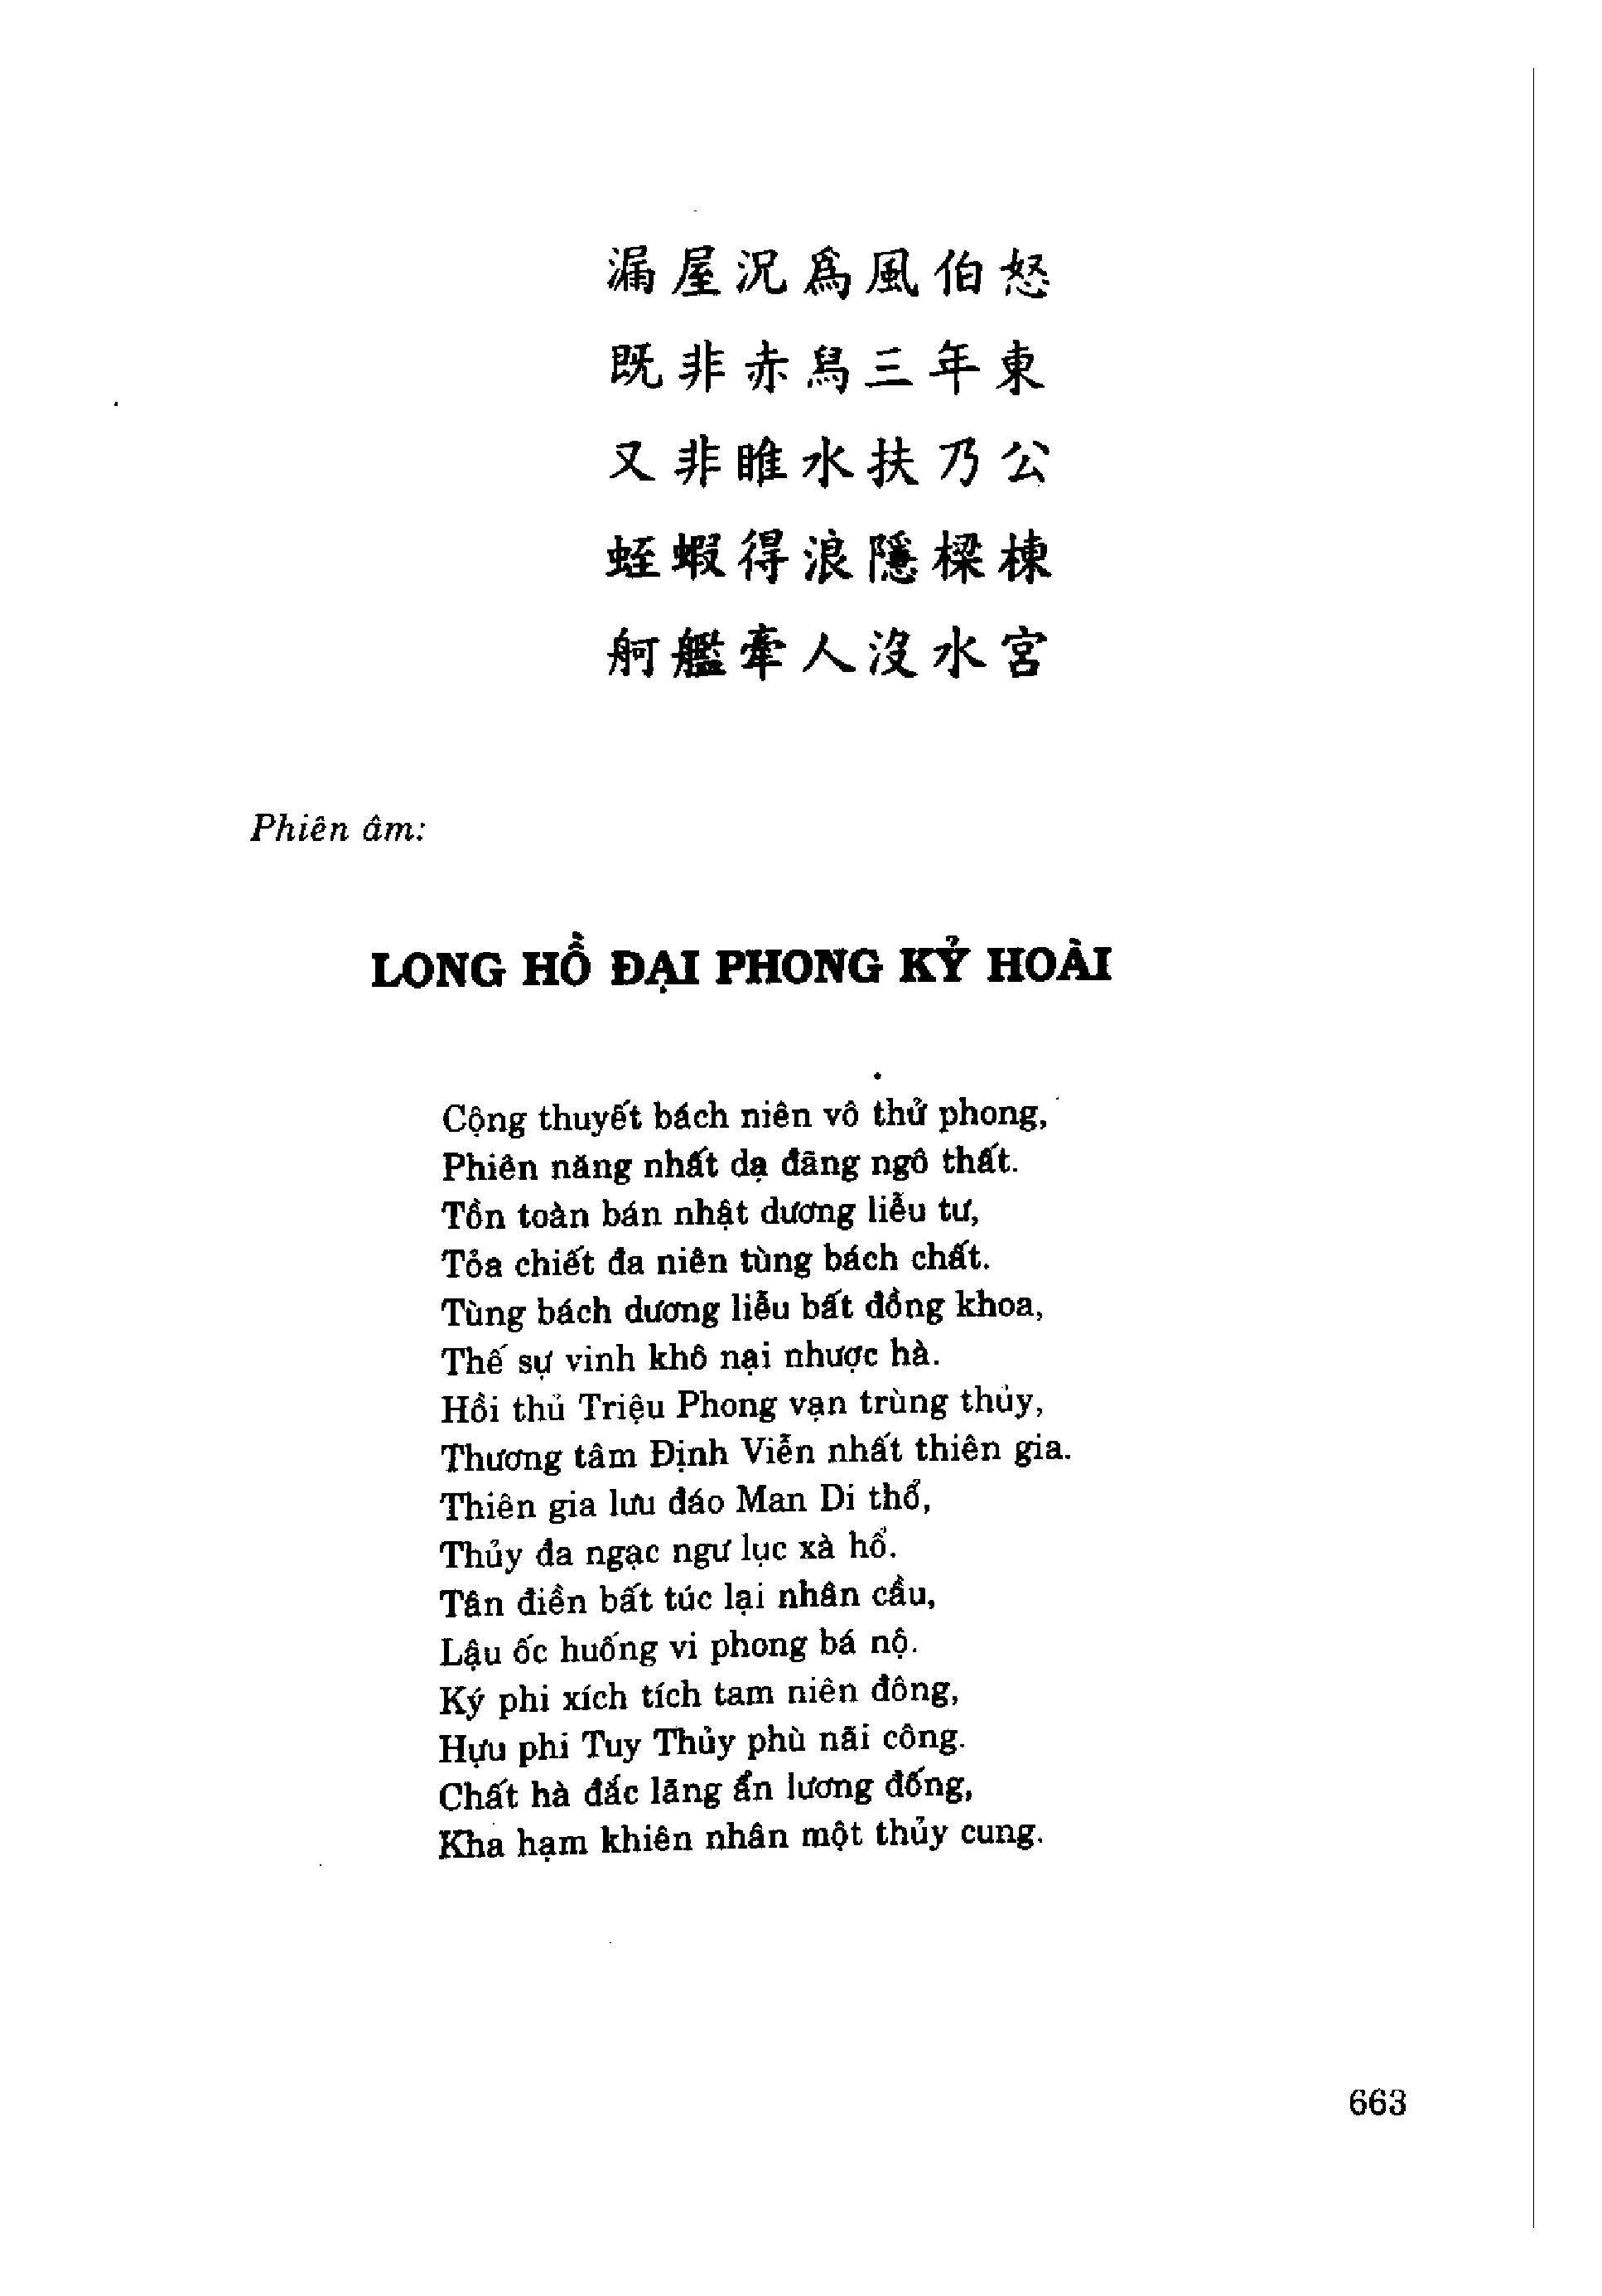 漏屋況爲風伯怒
既非赤舄三年東
又非睢水扶乃公
蛭蝦得浪隱樑棟
舸艦牽人沒水宮
Phiên âm:
LONG HỒ ĐẠI PHONG KỶ HOÀI
Cộng thuyết bách niên vô thử phong,
Phiên năng nhất dạ đãng ngô thất.
Tồn toàn bán nhật dương liễu tư,
Tỏa chiết đa niên tùng bách chất.
Tùng bách dương liễu bất đồng khoa,
Thế sự vinh khô nại nhược hà.
Hồi thủ Triệu Phong vạn trùng thủy,
Thương tâm Định Viễn nhất thiên gia.
Thiên gia lưu đáo Man Di thổ,
Thủy đa ngạc ngư lục xà hổ.
Tân điền bất túc lại nhân cầu,
Lậu ốc huống vi phong bá nộ.
Ký phi xích tích tam niên đông,
Hựu phi Tuy Thủy phù nãi công.
Chất hà đắc lãng ẩn lương đống,
Kha hạm khiên nhân một thủy cung.
663